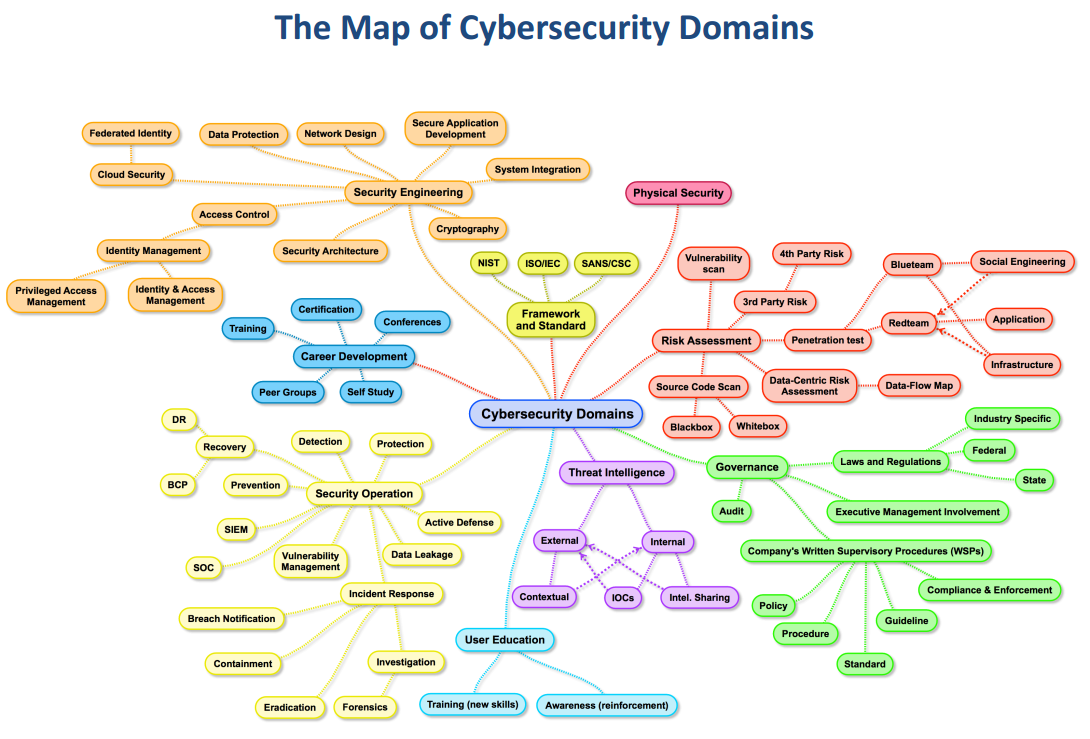 The Map of Cybersecurity Domains
Federated Identity
Data Protection
Network Design
Secure Application
Development
Cloud Security
System Integration
Security Engineering
Physical Security
Access Control
Cryptography
Identity Management
Security Architecture
Privileged Access
Management
Identity & Access
Management
NIST
ISO/IEC
SANS/CSC
Framework
and Standard
Vulnerability
scan
4th Party Risk
3rd Party Risk
Blueteam
Social Engineering
Redteam
Application
Infrastructure
Risk Assessment
Penetration test
Source Code Scan
Data-Centric Risk
Assessment
Data-Flow Map
Blackbox
Whitebox
Certification
Training
Conferences
Career Development
Peer Groups
Self Study
Cybersecurity Domains
DR
Recovery
BCP
Detection
Protection
Prevention
Security Operation
SIEM
Active Defense
SOC
Vulnerability
Management
Data Leakage
Incident Response
Breach Notification
Containment
Investigation
Eradication
Forensics
Threat Intelligence
External
Internal
Contextual
IOCs
Intel. Sharing
User Education
Training (new skills)
Awareness (reinforcement)
Governance
Laws and Regulations
Industry Specific
Federal
State
Audit
Executive Management Involvement
Company's Written Supervisory Procedures (WSPs)
Compliance & Enforcement
Policy
Procedure
Guideline
Standard